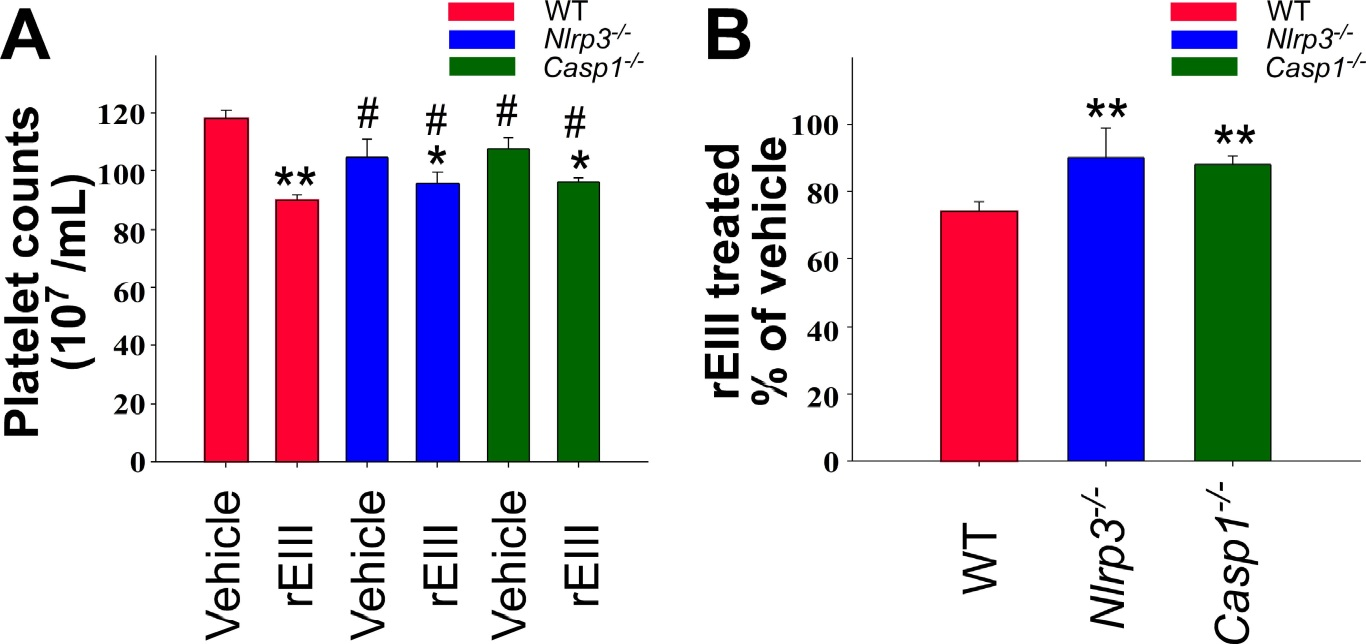 A
WT
Nlrp3-/-
Casp1-/-
Platelet counts
(10⁷ /mL)
120
100
80
60
40
20
0
**
#
#
*
#
#
*
Vehicle
rEIII
Vehicle
rEIII
Vehicle
rEIII
B
WT
Nlrp3-/-
Casp1-/-
rEIII treated
% of vehicle
100
80
60
40
20
0
**
**
WT
Nlrp3-/-
Casp1-/-